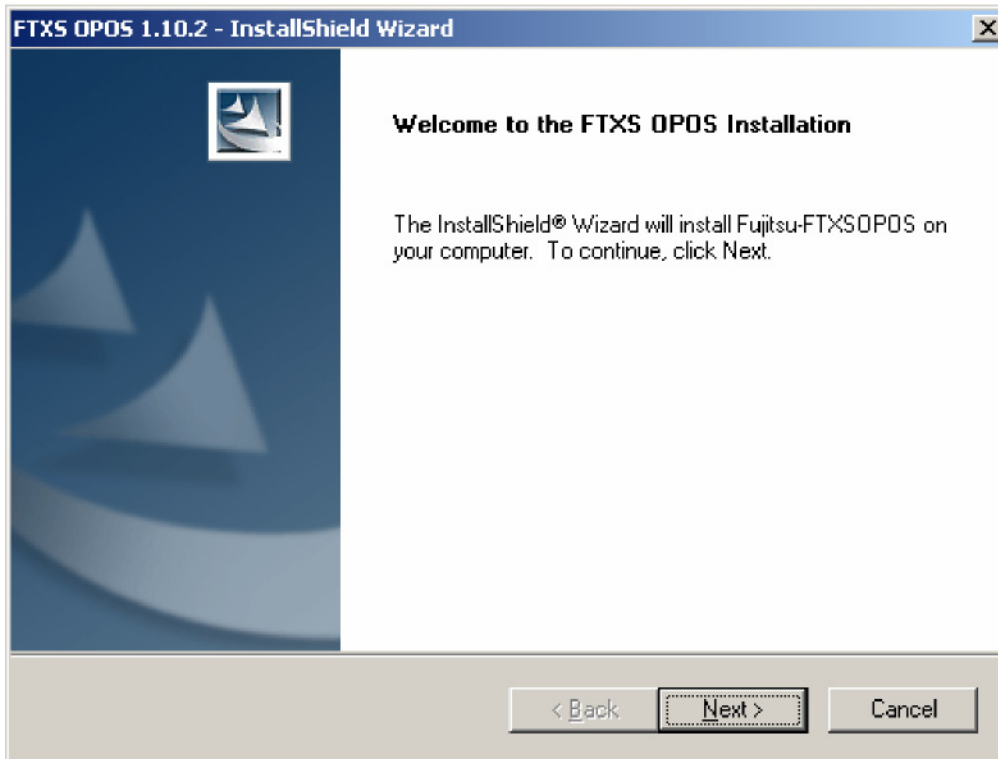 FTXS OPOS 1.10.2 - InstallShield Wizard
Welcome to the FTXS OPOS Installation
The InstallShield® Wizard will install Fujitsu-FTXSOPOS on
your computer. To continue, click Next.
< Back
Next >
Cancel